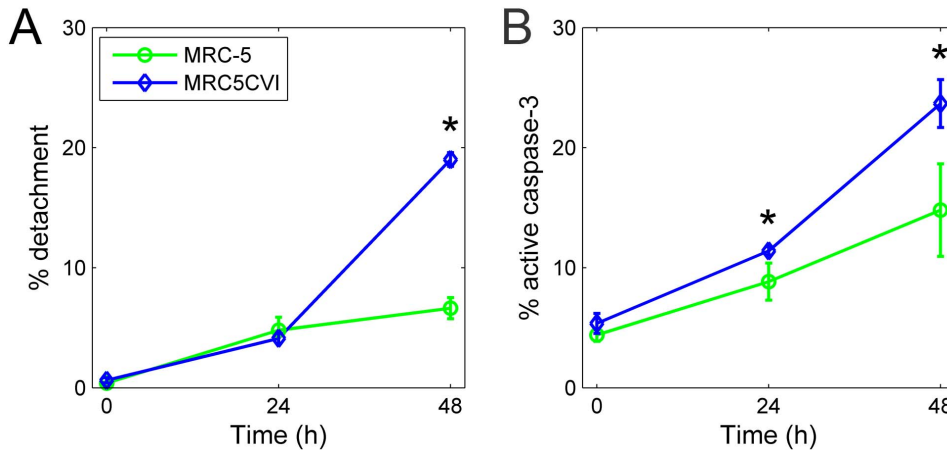 A
MRC-5
MRC5CVI
% detachment
30
20
10
0
*
0 24 48
Time (h)
B
% active caspase-3
30
20
10
0
*
*
0 24 48
Time (h)